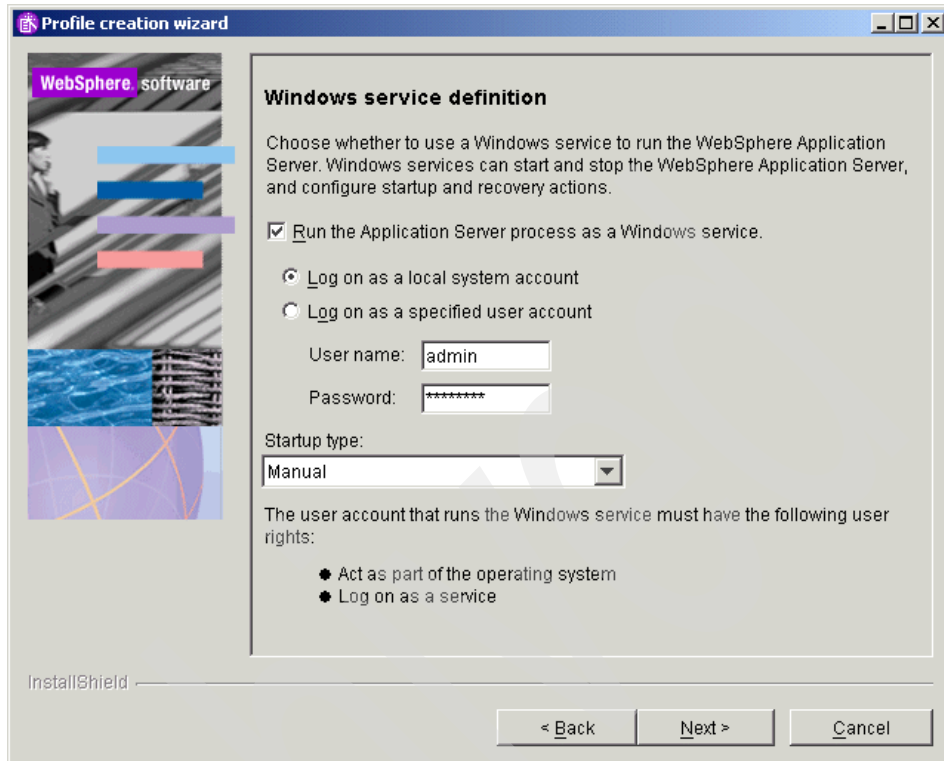 Profile creation wizard
WebSphere. software
Windows service definition
Choose whether to use a Windows service to run the WebSphere Application
Server. Windows services can start and stop the WebSphere Application Server,
and configure startup and recovery actions.
Run the Application Server process as a Windows service.
Log on as a local system account
Log on as a specified user account
User name: admin
Password: ********
Startup type:
Manual
The user account that runs the Windows service must have the following user
rights:
● Act as part of the operating system
● Log on as a service
InstallShield
< Back Next > Cancel